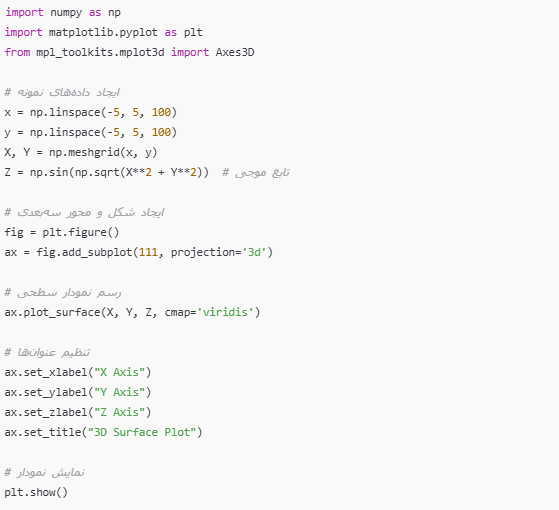 import numpy as np
import matplotlib.pyplot as plt
from mpl_toolkits.mplot3d import Axes3D
# ایجاد داده‌های نمونه
x = np.linspace(-5, 5, 100)
y = np.linspace(-5, 5, 100)
X, Y = np.meshgrid(x, y)
Z = np.sin(np.sqrt(X**2 + Y**2))  # تابع موجی
# ایجاد شکل و محور سه‌بعدی
fig = plt.figure()
ax = fig.add_subplot(111, projection='3d')
# رسم نمودار سطحی
ax.plot_surface(X, Y, Z, cmap='viridis')
# تنظیم عنوان‌ها
ax.set_xlabel("X Axis")
ax.set_ylabel("Y Axis")
ax.set_zlabel("Z Axis")
ax.set_title("3D Surface Plot")
# نمایش نمودار
plt.show()